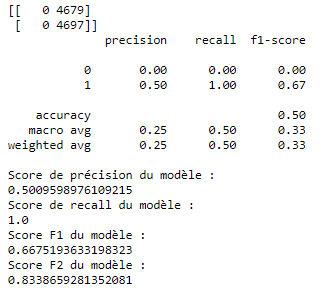 [[   0 4679]
 [   0 4697]]
              precision    recall  f1-score

           0       0.00      0.00      0.00
           1       0.50      1.00      0.67

    accuracy                           0.50
   macro avg       0.25      0.50      0.33
weighted avg       0.25      0.50      0.33

Score de précision du modèle :
0.5009598976109215
Score de recall du modèle :
1.0
Score F1 du modèle :
0.6675193633198323
Score F2 du modèle :
0.8338659281352081